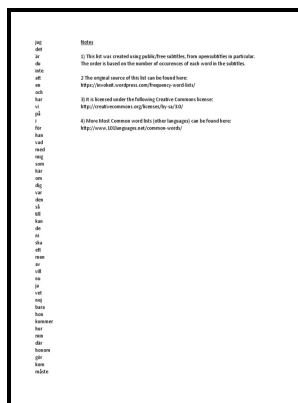 jag
det
är
du
inte
att
en
och
har
vi
på
i
för
han
vad
med
mig
som
här
om
dig
var
den
så
till
kan
de
ni
ska
ett
men
av
vill
nu
ja
vet
nej
bara
hon
kommer
hur
min
där
honom
gör
kom
måste
Notes
1) This list was created using public/free subtitles, from opensubtitles in particular.
The order is based on the number of occurences of each word in the subtitles.
2 The original source of this list can be found here:
https://invokeit.wordpress.com/frequency-word-lists/
3) It is licensed under the following Creative Commons license:
http://creativecommons.org/licenses/by-sa/3.0/
4) More Most Common word lists (other languages) can be found here:
http://www.101languages.net/common-words/